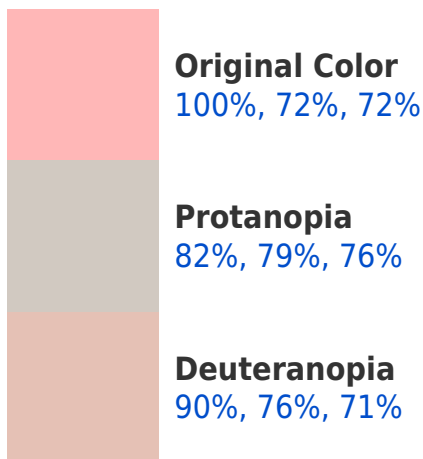 Original Color
100%, 72%, 72%
Protanopia
82%, 79%, 76%
Deuteranopia
90%, 76%, 71%